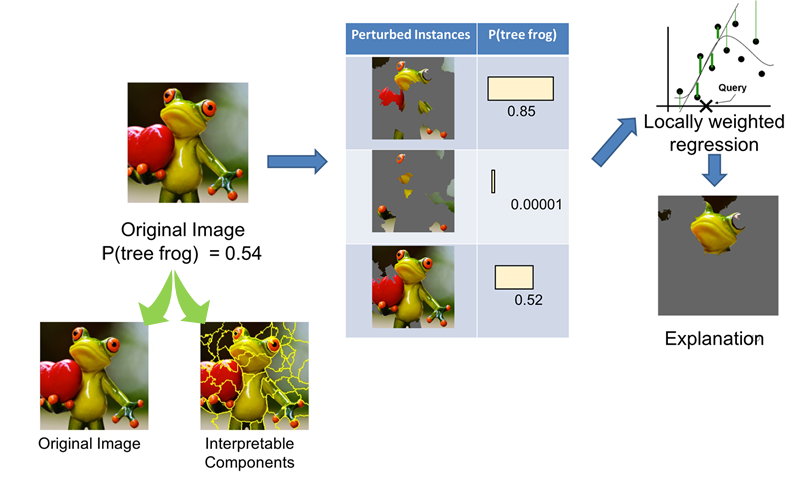 Original Image
P(tree frog) = 0.54
Original Image
Interpretable
Components
Perturbed Instances
P(tree frog)
0.85
0.00001
0.52
Query
Locally weighted
regression
Explanation